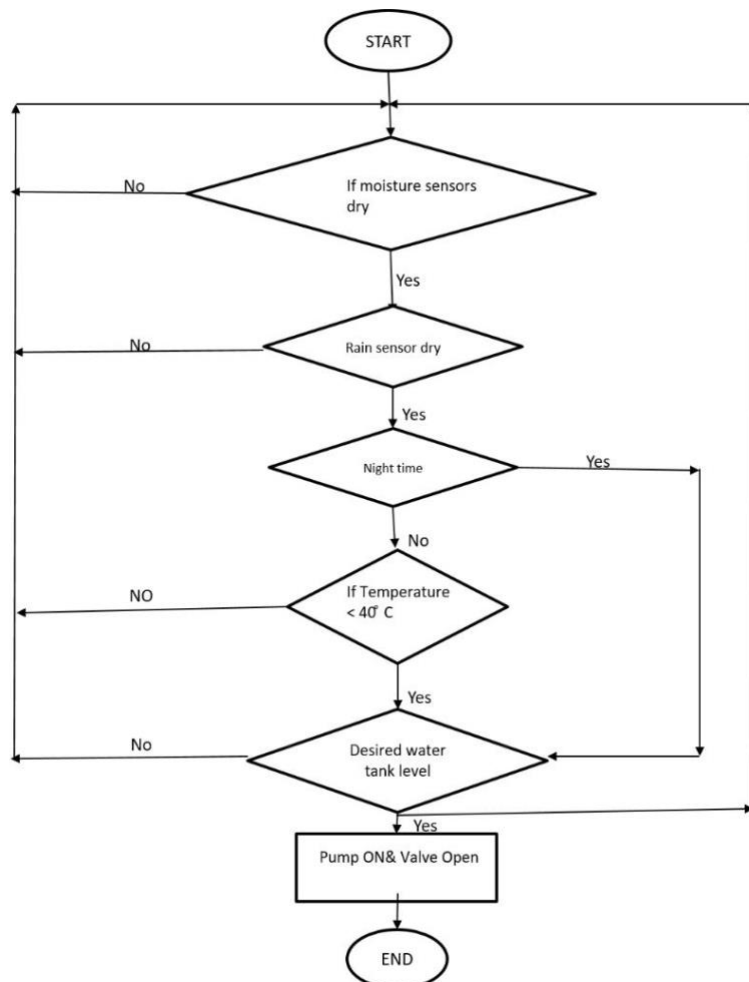 START
No
If moisture sensors
dry
Yes
No
Rain sensor dry
Yes
Night time
Yes
No
NO
If Temperature
< 40° C
Yes
No
Desired water
tank level
Yes
Pump ON& Valve Open
END